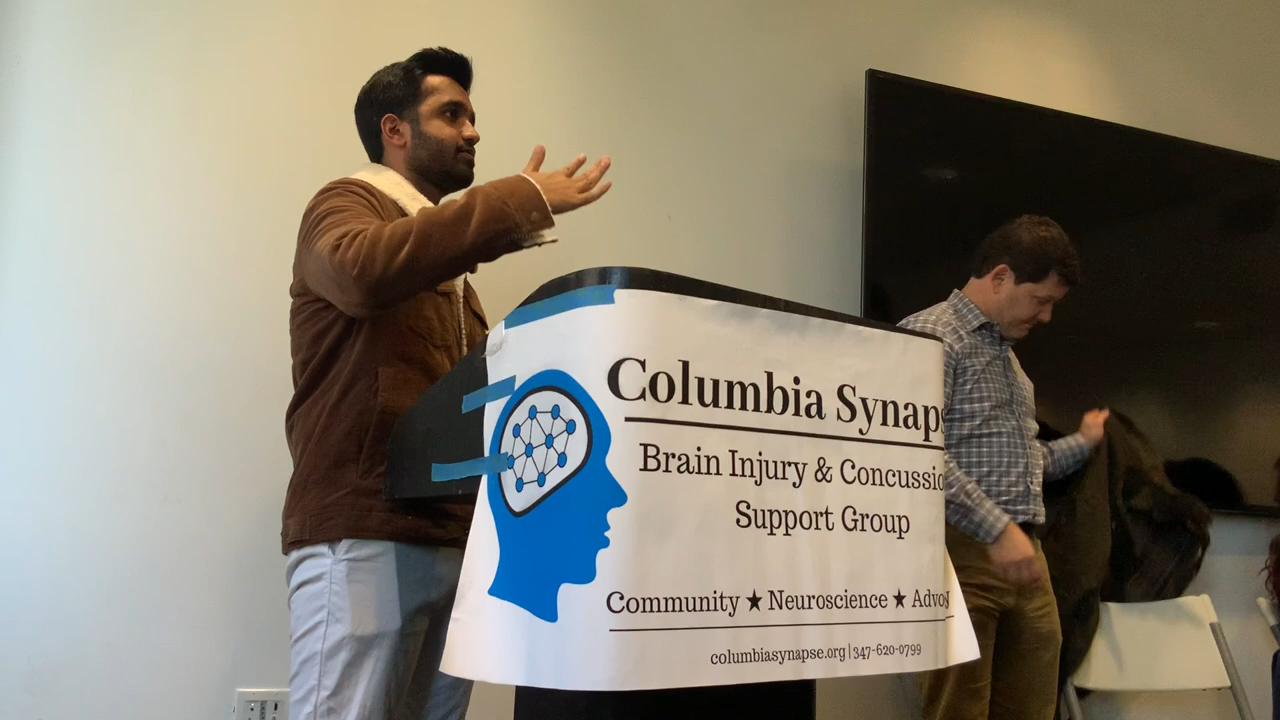 Columbia Synaps
Brain Injury & Concussio
Support Group
Community ★ Neuroscience ★ Advo
columbiasynapse.org | 347-620-0799